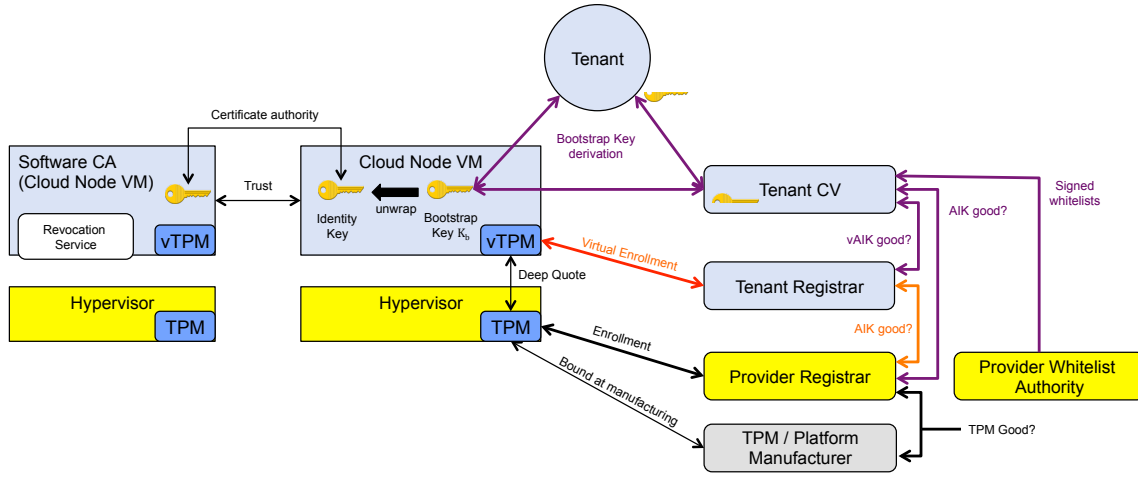 Tenant
Certificate authority
Bootstrap Key
derivation
Software CA
(Cloud Node VM)
Trust
Cloud Node VM
unwrap
Identity
Key
Bootstrap
Key Kb
Revocation
Service
vTPM
vTPM
Tenant CV
Signed
whitelists
AIK good?
vAIK good?
Virtual Enrollment
Deep Quote
Tenant Registrar
Hypervisor
TPM
Hypervisor
TPM
Enrollment
AIK good?
Bound at manufacturing
Provider Registrar
Provider Whitelist
Authority
TPM Good?
TPM / Platform
Manufacturer